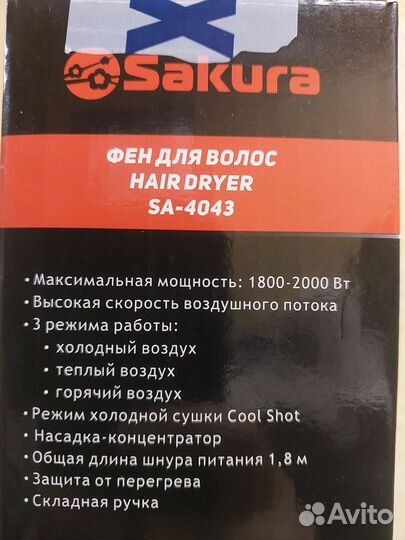 Sakura
ФЕН ДЛЯ ВОЛОС
HAIR DRYER
SA-4043
• Максимальная мощность: 1800-2000 Вт
• Высокая скорость воздушного потока
• 3 режима работы:
• холодный воздух
• теплый воздух
• горячий воздух
• Режим холодной сушки Cool Shot
• Насадка-концентратор
• Общая длина шнура питания 1,8 м
• Защита от перегрева
• Складная ручка
Avito